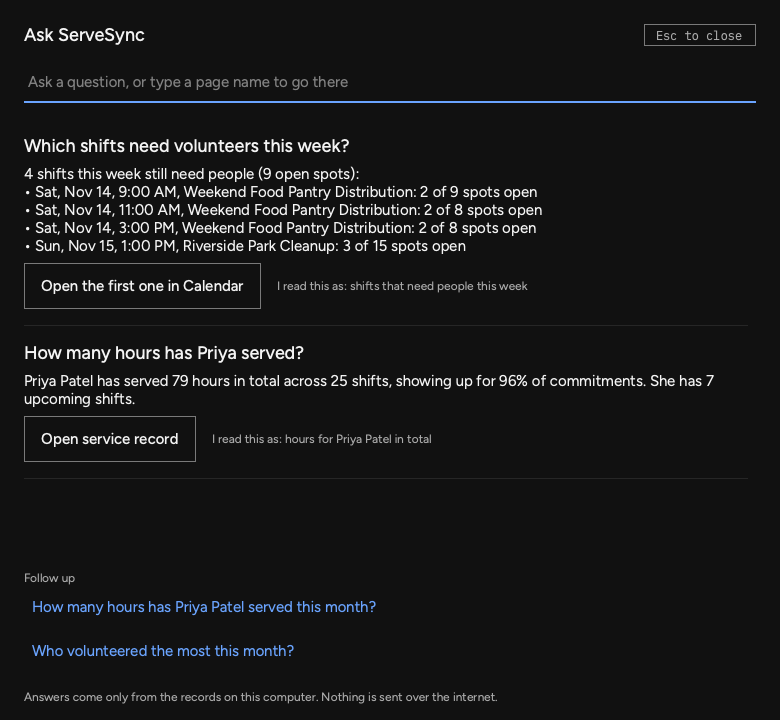 Ask ServeSync
Esc to close
Ask a question, or type a page name to go there
Which shifts need volunteers this week?
4 shifts this week still need people (9 open spots):
• Sat, Nov 14, 9:00 AM, Weekend Food Pantry Distribution: 2 of 9 spots open
• Sat, Nov 14, 11:00 AM, Weekend Food Pantry Distribution: 2 of 8 spots open
• Sat, Nov 14, 3:00 PM, Weekend Food Pantry Distribution: 2 of 8 spots open
• Sun, Nov 15, 1:00 PM, Riverside Park Cleanup: 3 of 15 spots open
Open the first one in Calendar
I read this as: shifts that need people this week
How many hours has Priya served?
Priya Patel has served 79 hours in total across 25 shifts, showing up for 96% of commitments. She has 7
upcoming shifts.
Open service record
I read this as: hours for Priya Patel in total
Follow up
How many hours has Priya Patel served this month?
Who volunteered the most this month?
Answers come only from the records on this computer. Nothing is sent over the internet.